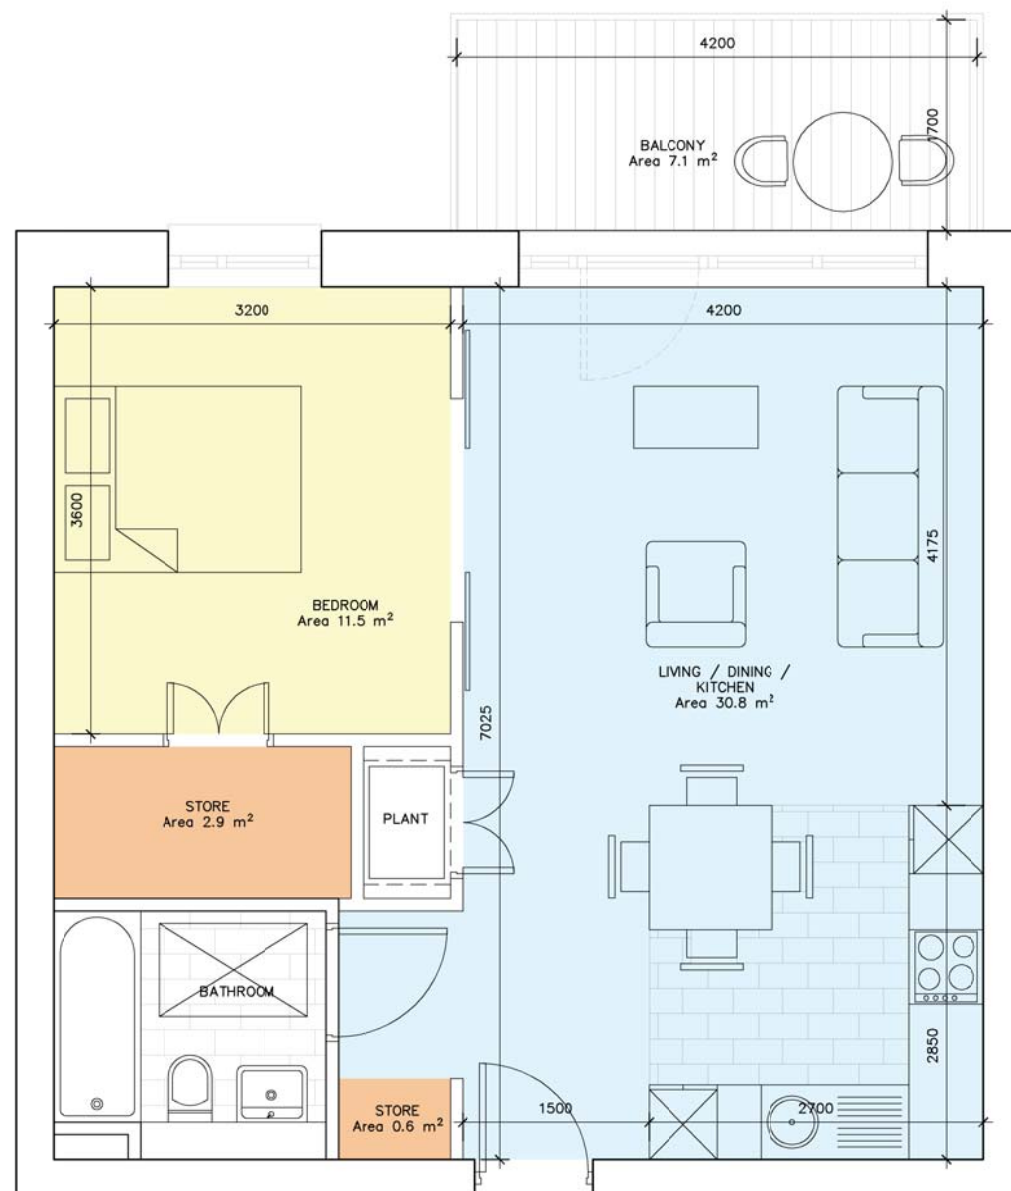 4200
1700
BALCONY
Area 7.1 m²
3200
4200
3600
BEDROOM
Area 11.5 m²
4175
LIVING / DINING /
KITCHEN
Area 30.8 m²
7025
STORE
Area 2.9 m²
PLANT
BATHROOM
2850
STORE
Area 0.6 m²
1500
2700